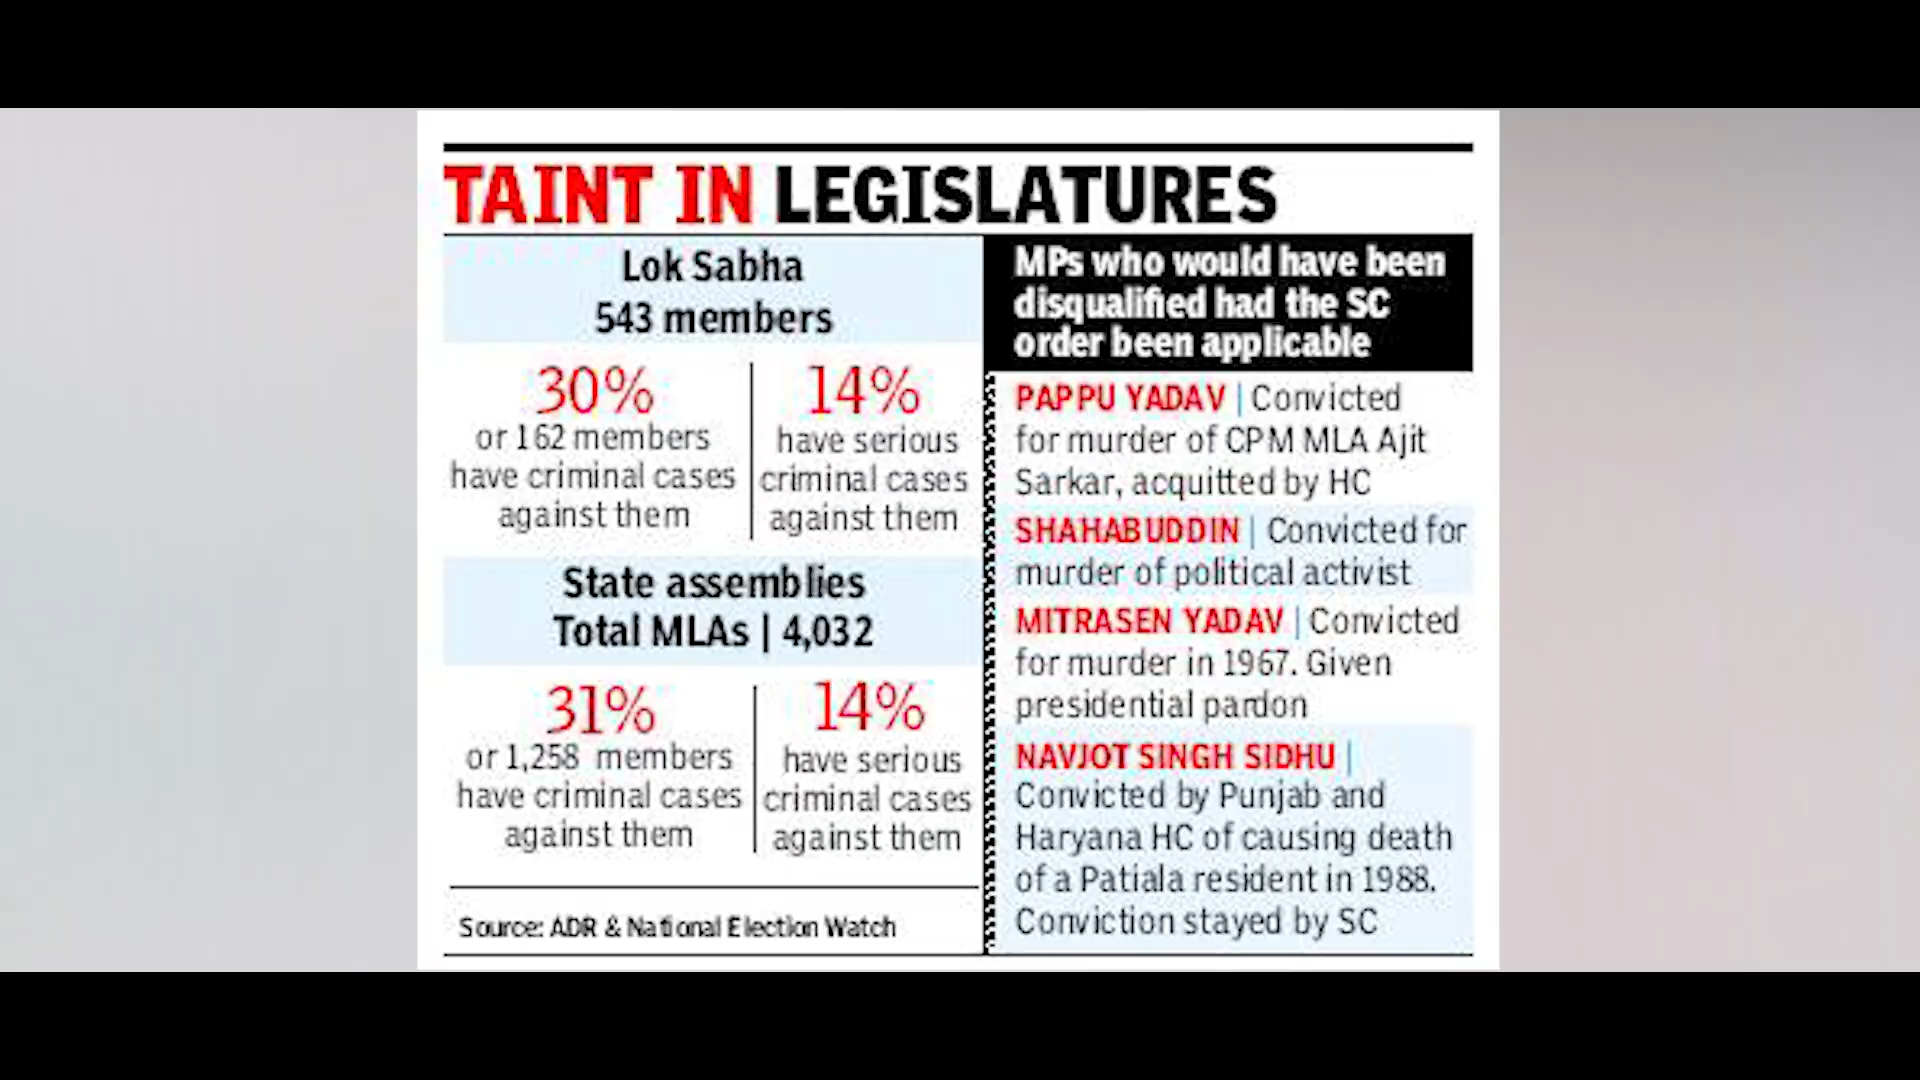 TAINT IN LEGISLATURES
Lok Sabha
543 members
30%
or 162 members
have criminal cases
against them
14%
have serious
criminal cases
against them
State assemblies
Total MLAs | 4,032
31%
or 1,258 members
have criminal cases
against them
14%
have serious
criminal cases
against them
Source: ADR & National Election Watch
MPs who would have been
disqualified had the SC
order been applicable
PAPPU YADAV | Convicted
for murder of CPM MLA Ajit
Sarkar, acquitted by HC
SHAHABUDDIN | Convicted for
murder of political activist
MITRASEN YADAV | Convicted
for murder in 1967. Given
presidential pardon
NAVJOT SINGH SIDHU |
Convicted by Punjab and
Haryana HC of causing death
of a Patiala resident in 1988.
Conviction stayed by SC